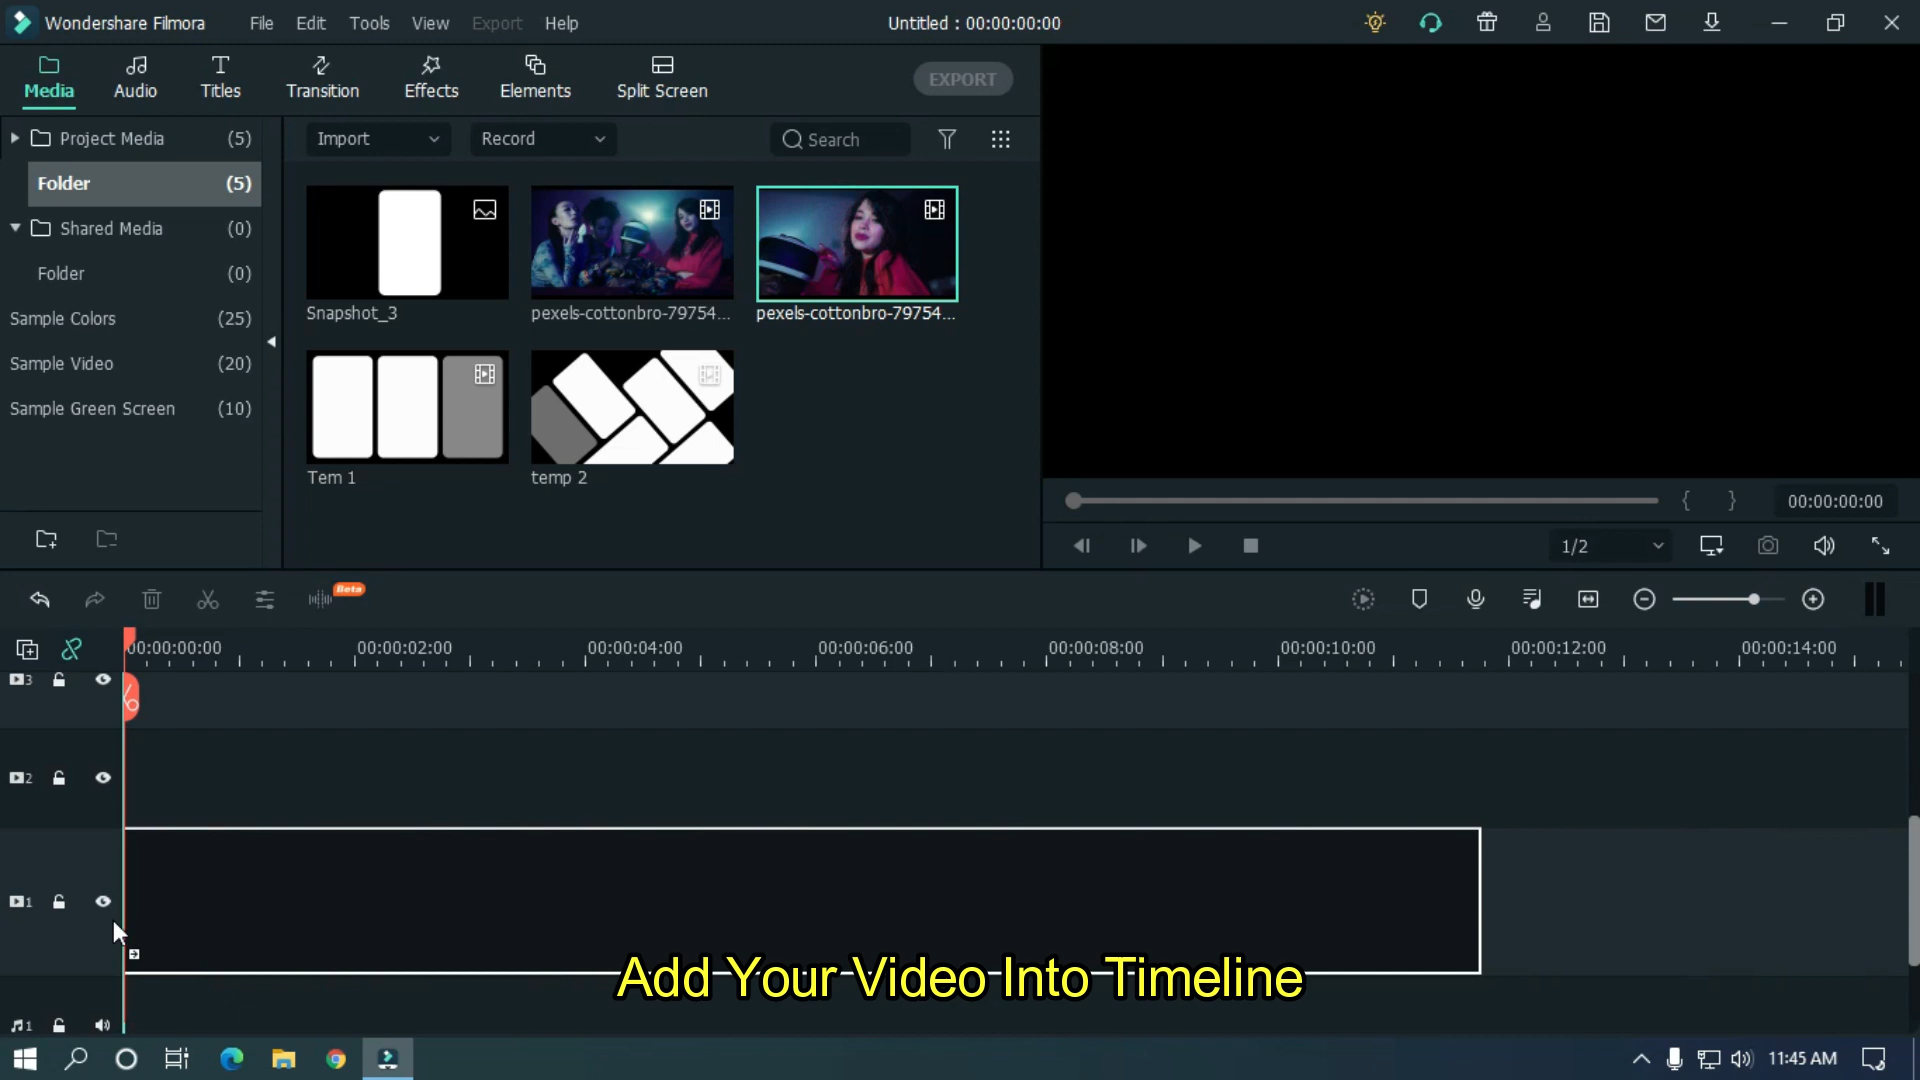 Wondershare Filmora
File Edit Tools View Export Help
Untitled : 00:00:00:00
Media Audio Titles Transition Effects Elements Split Screen
EXPORT
Project Media (5)
Folder (5)
Shared Media (0)
Folder (0)
Sample Colors (25)
Sample Video (20)
Sample Green Screen (10)
Import Record Search
Snapshot_3 pexels-cottonbro-79754... pexels-cottonbro-79754...
Tem 1 temp 2
00:00:00:00
1/2
Beta
00:00:00:00 00:00:02:00 00:00:04:00 00:00:06:00 00:00:08:00 00:00:10:00 00:00:12:00 00:00:14:00
3
2
1
Add Your Video Into Timeline
1
11:45 AM